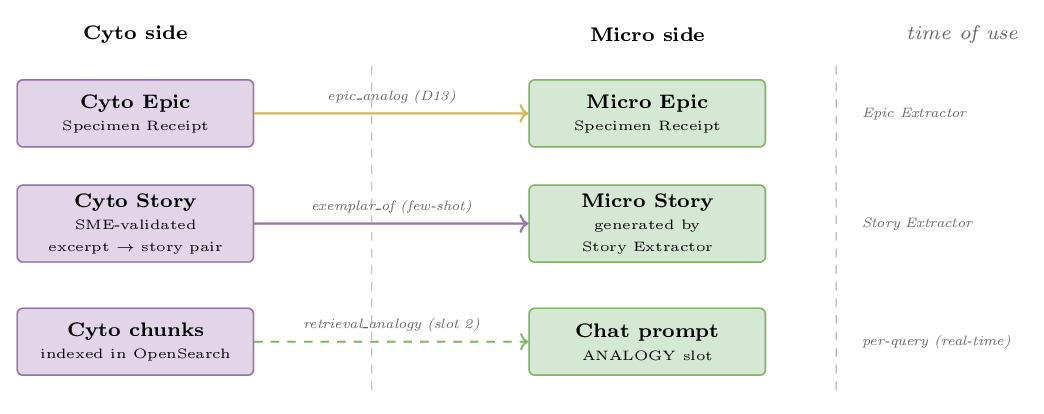 Cyto side
Micro side
time of use
Cyto Epic
Specimen Receipt
epic_analog (D13)
Micro Epic
Specimen Receipt
Epic Extractor
Cyto Story
SME-validated
excerpt → story pair
exemplar_of (few-shot)
Micro Story
generated by
Story Extractor
Story Extractor
Cyto chunks
indexed in OpenSearch
retrieval_analogy (slot 2)
Chat prompt
ANALOGY slot
per-query (real-time)